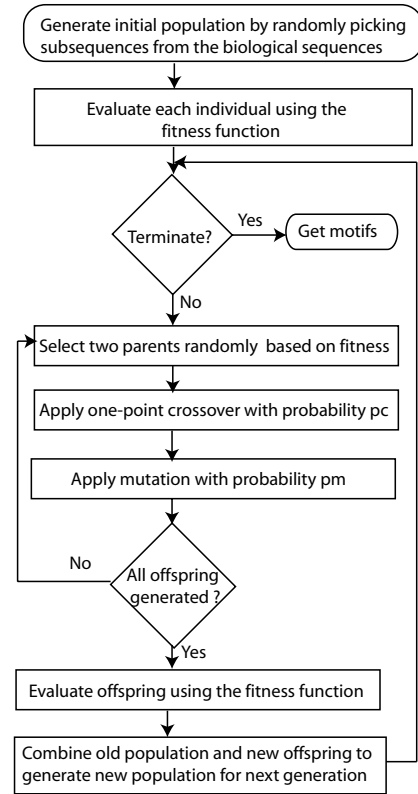 Generate initial population by randomly picking
subsequences from the biological sequences
Evaluate each individual using the
fitness function
Terminate?
Yes
Get motifs
No
Select two parents randomly based on fitness
Apply one-point crossover with probability pc
Apply mutation with probability pm
No
All offspring
generated ?
Yes
Evaluate offspring using the fitness function
Combine old population and new offspring to
generate new population for next generation